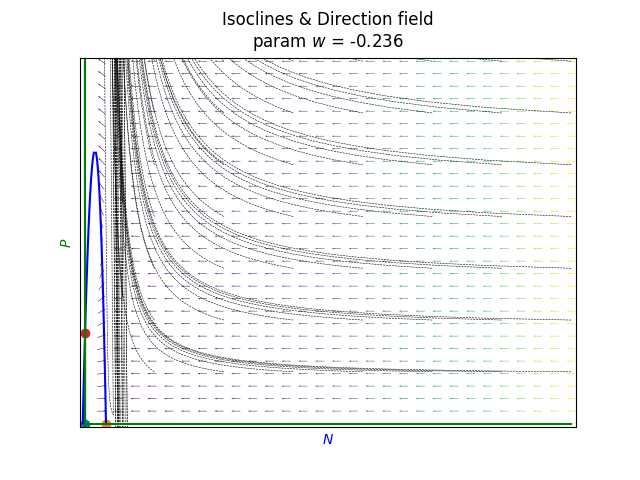 Isoclines & Direction field
param w = -0.236
P
N